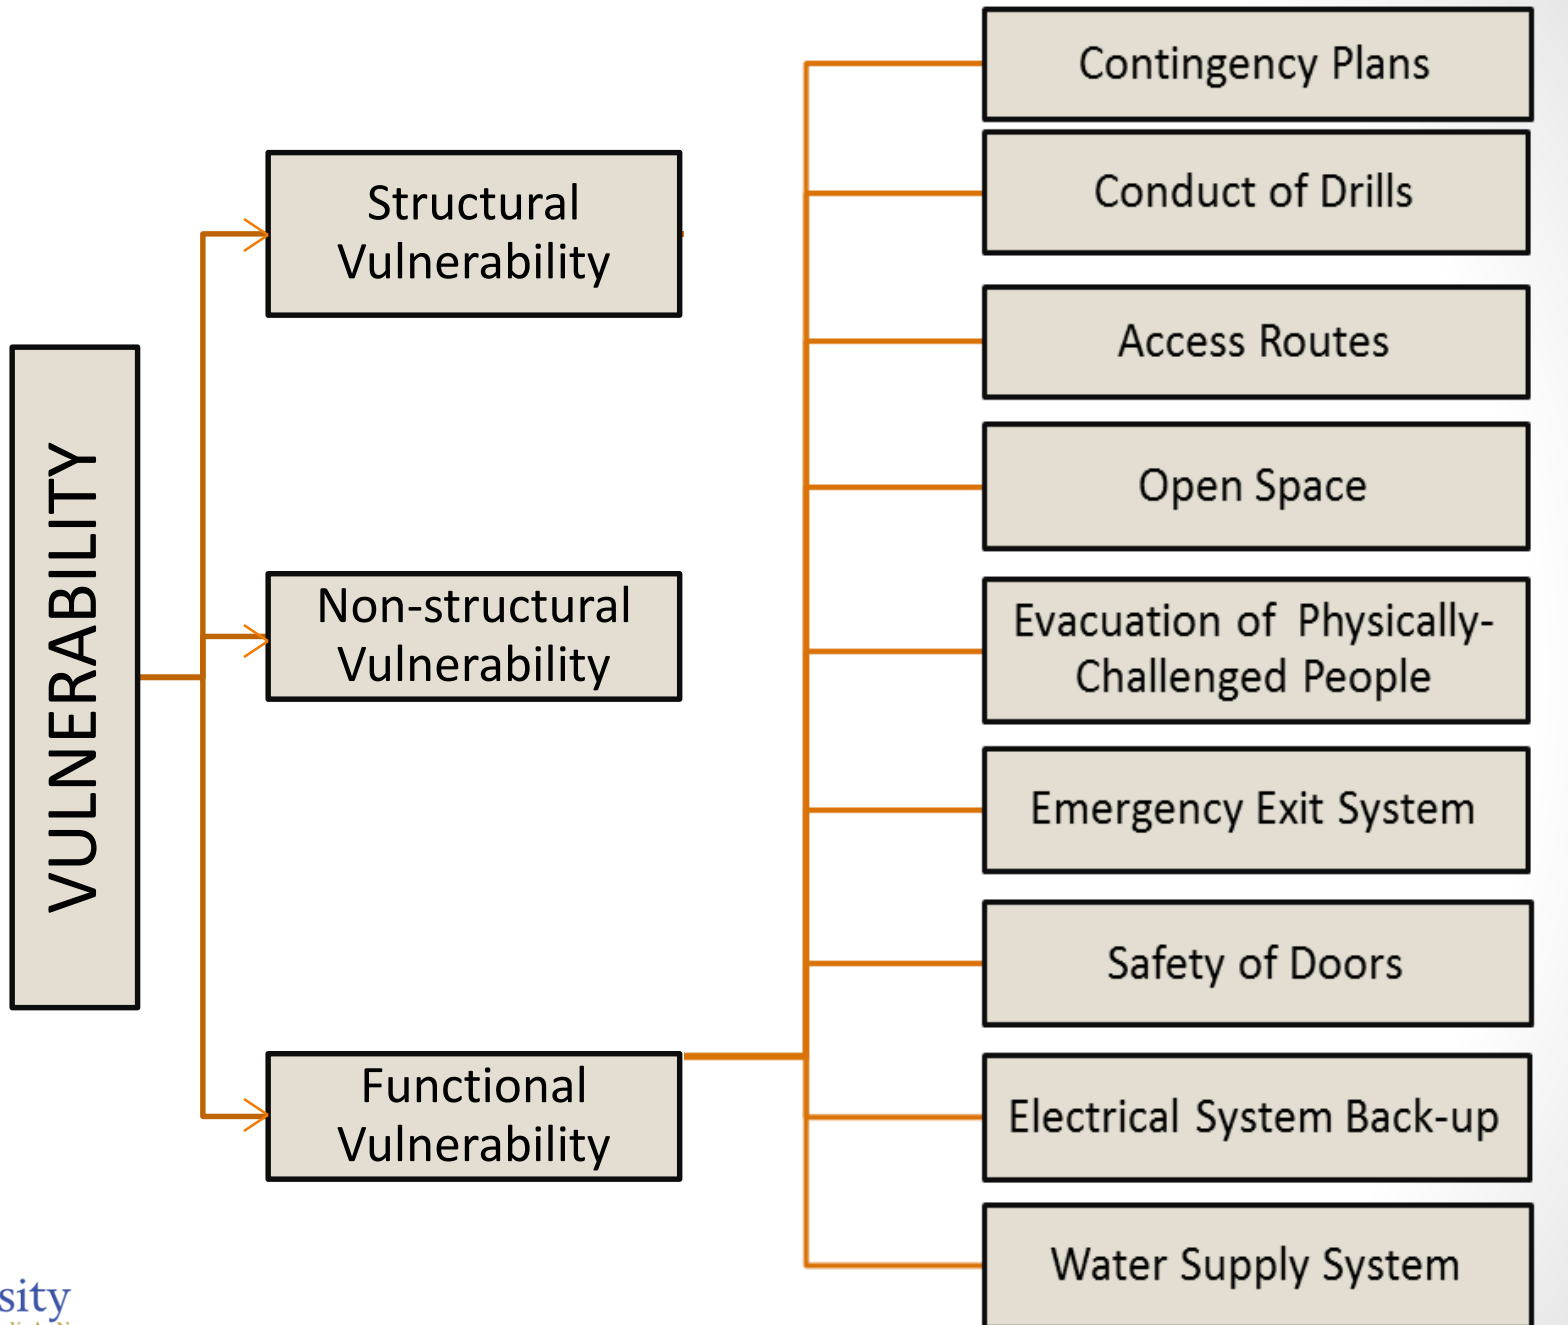 VULNERABILITY
Structural
Vulnerability
Non-structural
Vulnerability
Functional
Vulnerability
Contingency Plans
Conduct of Drills
Access Routes
Open Space
Evacuation of Physically-
Challenged People
Emergency Exit System
Safety of Doors
Electrical System Back-up
Water Supply System
sity